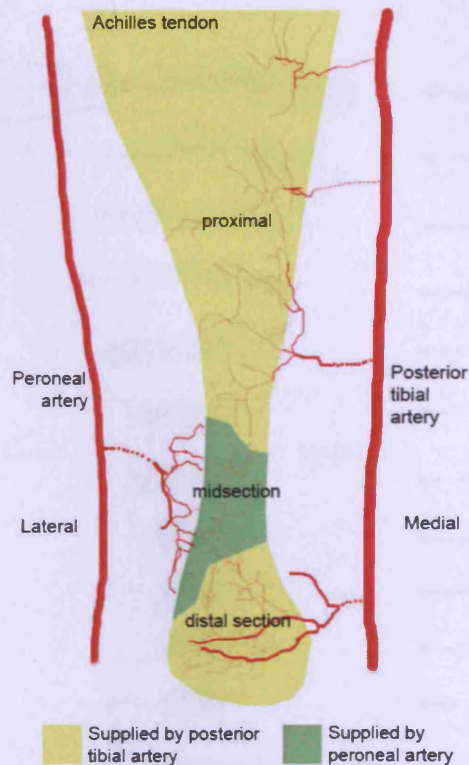 Achilles tendon
proximal
Peroneal
artery
Posterior
tibial
artery
midsection
Lateral
Medial
distal section
Supplied by posterior
tibial artery
Supplied by
peroneal artery